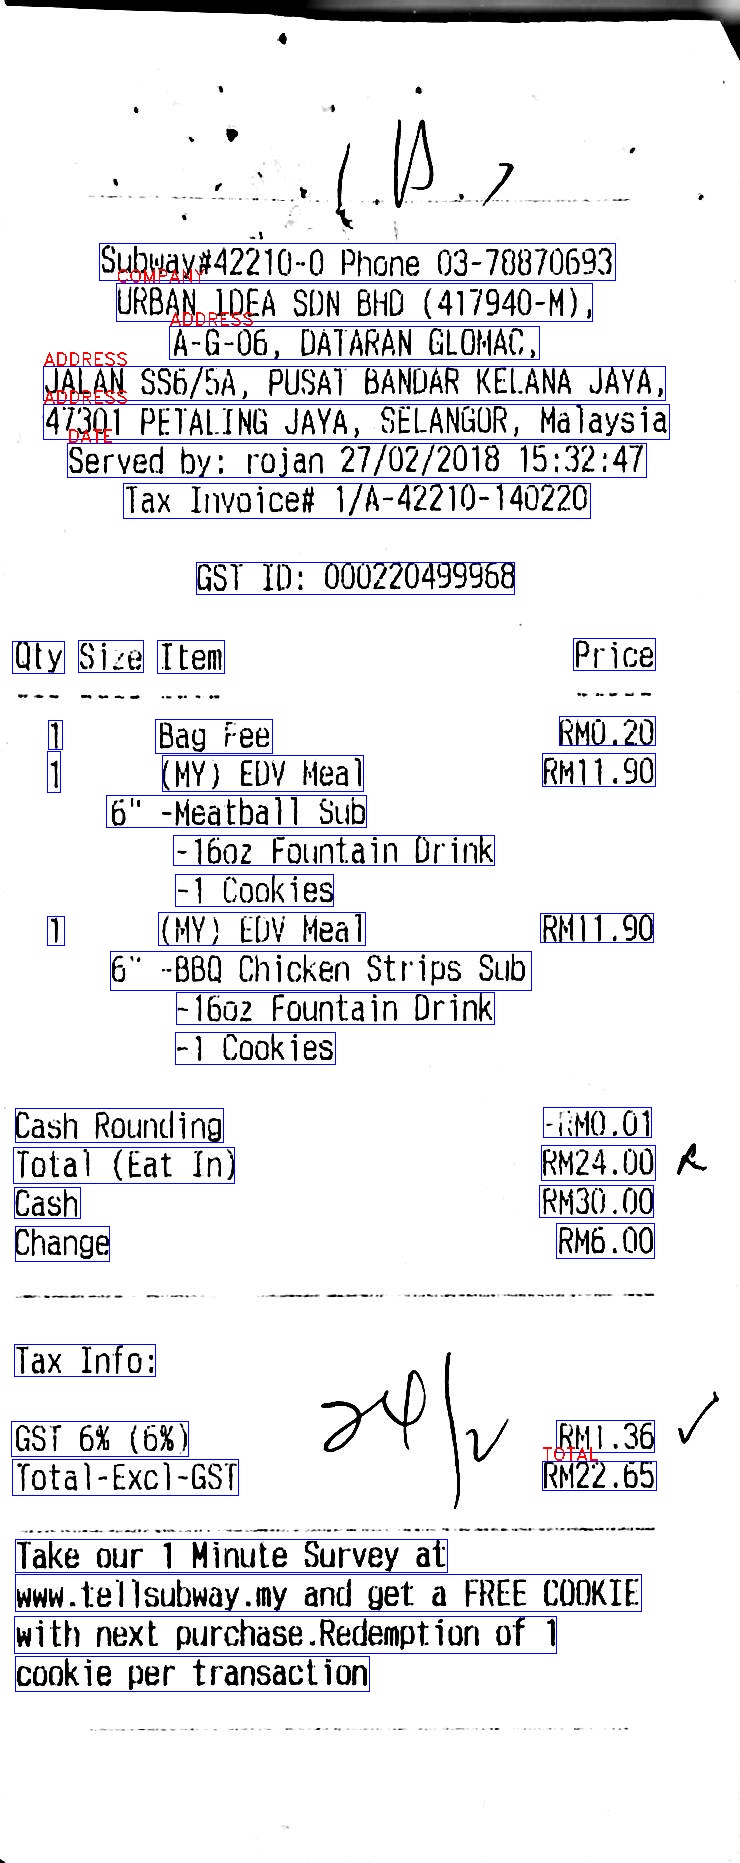 Subway#42210-0 Phone 03-78870693
COMPANY
URBAN IDEA SDN BHD (417940-M),
ADDRESS
A-G-06, DATARAN GLOMAC,
ADDRESS
JALAN SS6/5A, PUSAT BANDAR KELANA JAYA,
ADDRESS
47301 PETALING JAYA, SELANGOR, Malaysia
DATE
Served by: rojan 27/02/2018 15:32:47
Tax Invoice# 1/A-42210-140220
GST ID: 000220499968
Qty Size Item Price
--- ---- ---- -----
1 Bag Fee RM0.20
1 (MY) EDV Meal RM11.90
6" -Meatball Sub
-16oz Fountain Drink
-1 Cookies
1 (MY) EDV Meal RM11.90
6" -BBQ Chicken Strips Sub
-16oz Fountain Drink
-1 Cookies
Cash Rounding -RM0.01
Total (Eat In) RM24.00
Cash RM30.00
Change RM6.00
Tax Info:
24/2
GST 6% (6%) RM1.36
TOTAL
Total-Excl-GST RM22.65
Take our 1 Minute Survey at
www.tellsubway.my and get a FREE COOKIE
with next purchase.Redemption of 1
cookie per transaction